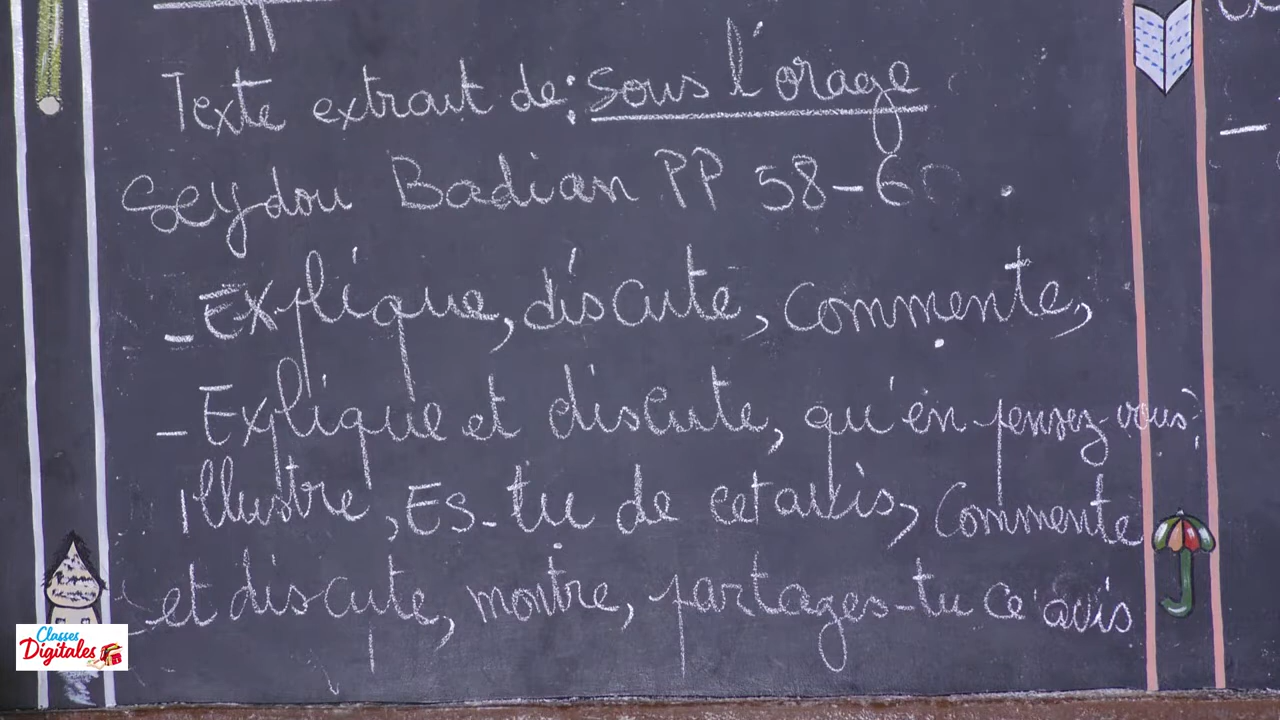 Texte extrait de: Sous l'orage
Seydou Badian PP 58-60.
- Explique, discute, commente,
- Explique et discute, qu'en pensez vous?
illustre, Es-tu de cet avis, Commente
et discute, montre, partages-tu ce avis
Classes
Digitales